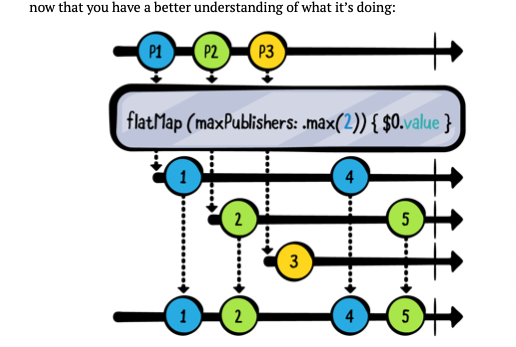 now that you have a better understanding of what it’s doing:
P1 P2 P3
flatMap (maxPublishers: .max(2)) { $0.value }
1 4
2 5
3
1 2 4 5